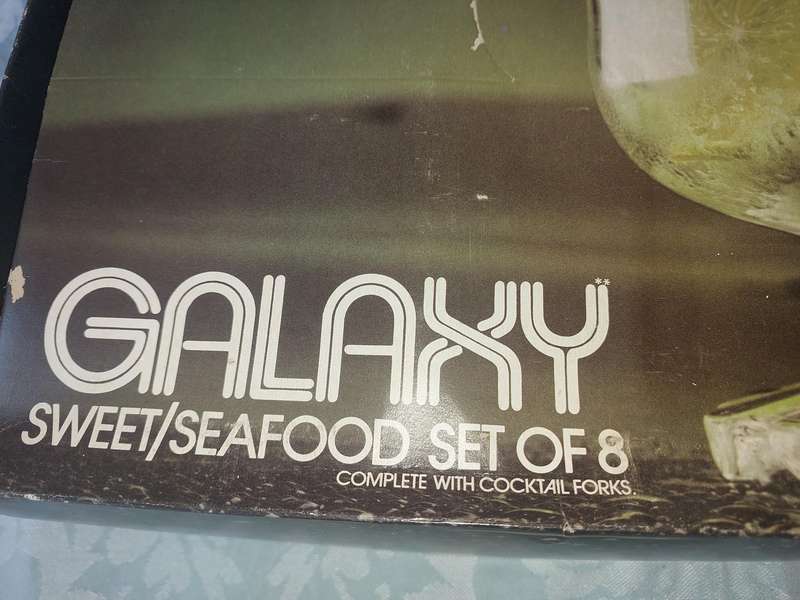 GALAXY**
SWEET/SEAFOOD SET OF 8
COMPLETE WITH COCKTAIL FORKS.